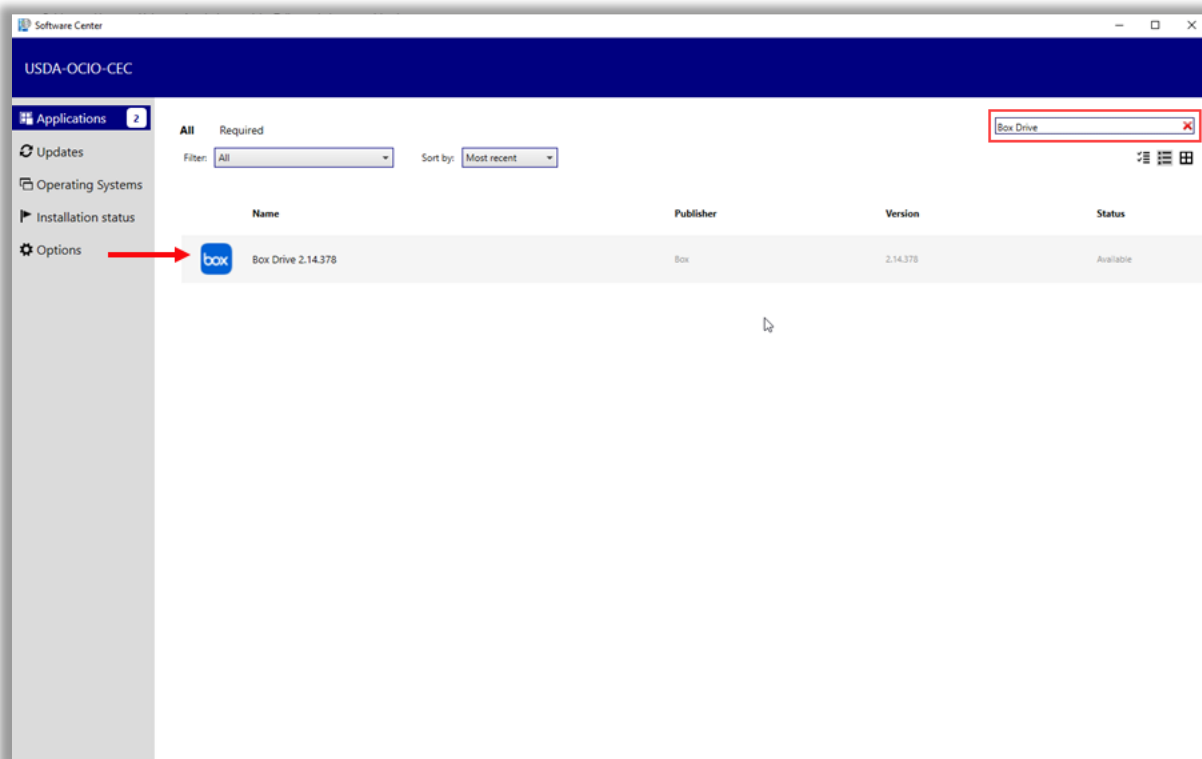 Software Center
USDA-OCIO-CEC
Applications 2
Updates
Operating Systems
Installation status
Options
All Required
Box Drive
Filter: All Sort by: Most recent
Name Publisher Version Status
box Box Drive 2.14.378 Box 2.14.378 Available